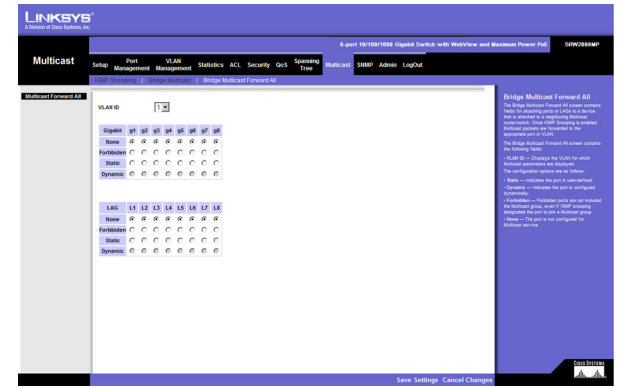 LINKSYS®
A Division of Cisco Systems, Inc.
8-port 10/100/1000 Gigabit Switch with WebView and Maximum Power PoE
SRW2008MP
Multicast
Setup Port Management VLAN Management Statistics ACL Security QoS Spanning Tree Multicast SNMP Admin LogOut
IGMP Snooping | Bridge Multicast | Bridge Multicast Forward All
Multicast Forward All
VLAN ID 1
Gigabit g1 g2 g3 g4 g5 g6 g7 g8
None
Forbbiden
Static
Dynamic
LAG L1 L2 L3 L4 L5 L6 L7 L8
None
Forbbiden
Static
Dynamic
Bridge Multicast Forward All
The Bridge Multicast Forward All screen contains
fields for attaching ports or LAGs to a device
that is attached to a neighboring Multicast
router/switch. Once IGMP Snooping is enabled,
Multicast packets are forwarded to the
appropriate port or VLAN.
The Bridge Multicast Forward All screen contains
the following fields:
• VLAN ID — Displays the VLAN for which
Multicast parameters are displayed.
The configuration options are as follows:
• Static — Indicates the port is user-defined.
• Dynamic — Indicates the port is configured
dynamically.
• Forbidden — Forbidden ports are not included
the Multicast group, even if IGMP snooping
designated the port to join a Multicast group.
• None — The port is not configured for
Multicast service.
Save Settings Cancel Changes
CISCO SYSTEMS